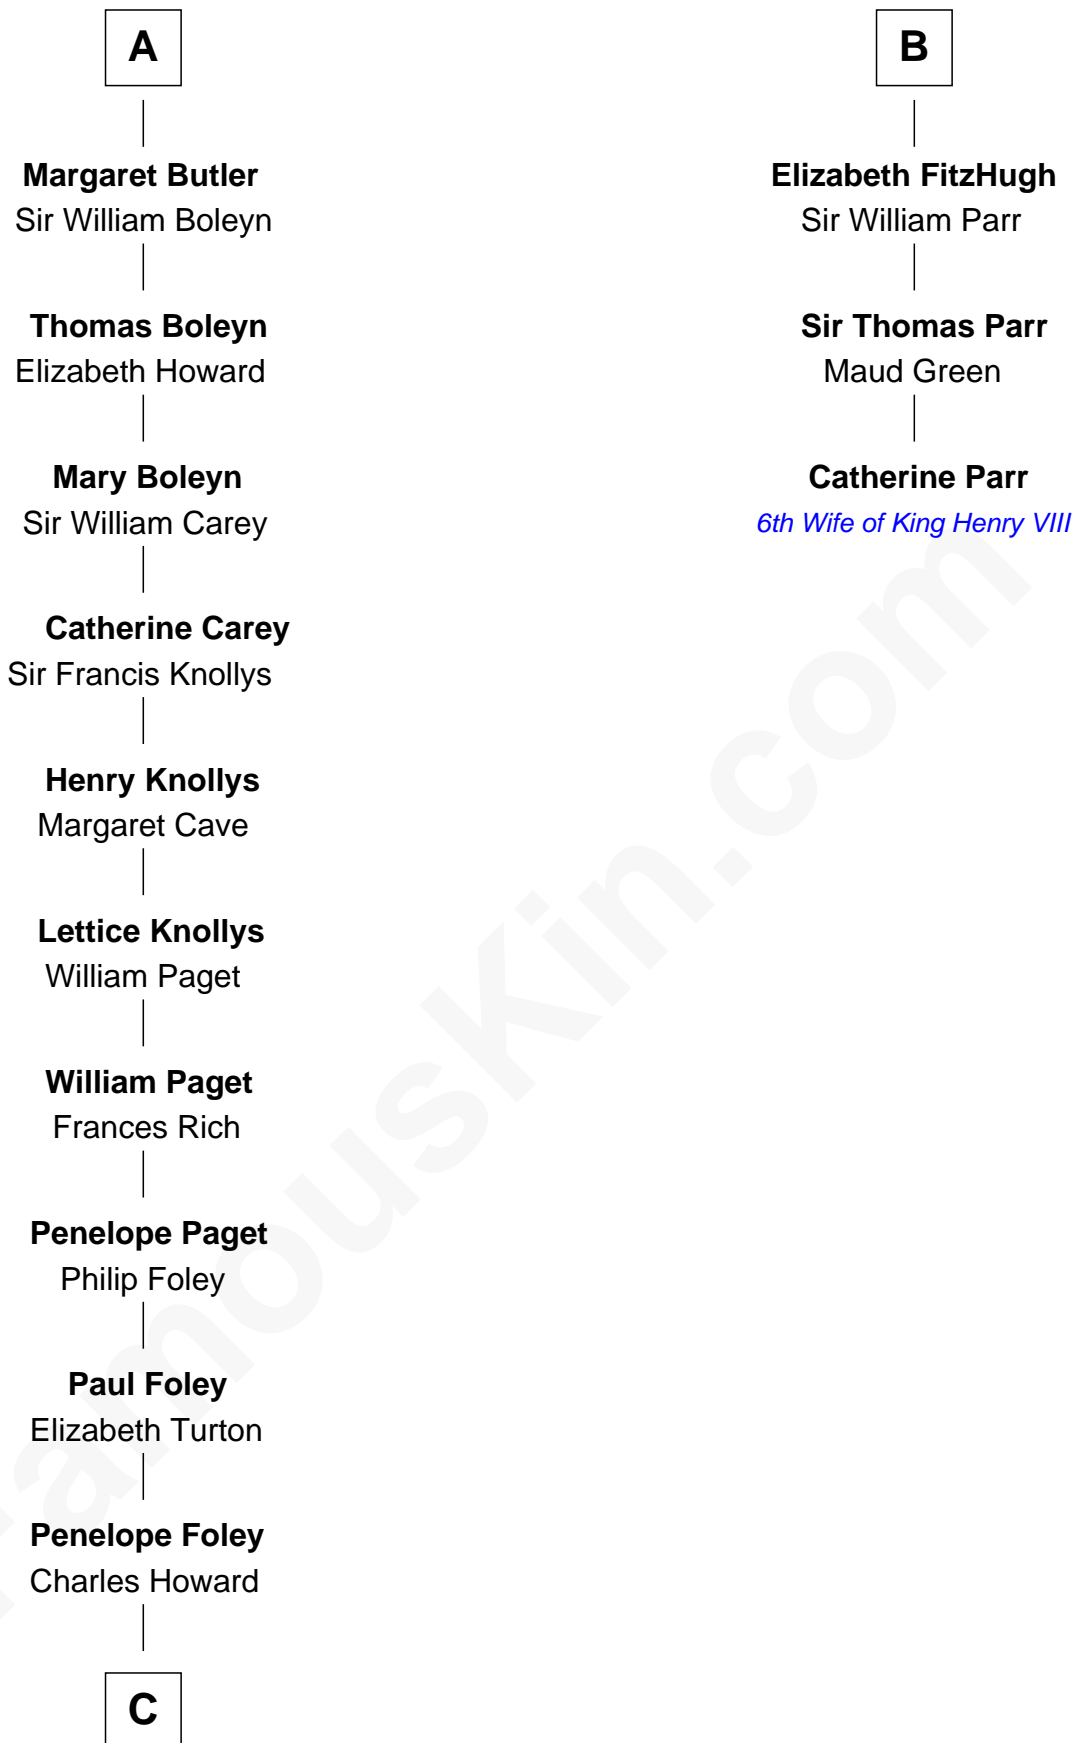 A
Margaret Butler
Sir William Boleyn
Thomas Boleyn
Elizabeth Howard
Mary Boleyn
Sir William Carey
Catherine Carey
Sir Francis Knollys
Henry Knollys
Margaret Cave
Lettice Knollys
William Paget
William Paget
Frances Rich
Penelope Paget
Philip Foley
Paul Foley
Elizabeth Turton
Penelope Foley
Charles Howard
C
B
Elizabeth FitzHugh
Sir William Parr
Sir Thomas Parr
Maud Green
Catherine Parr
6th Wife of King Henry VIII
FamousKin.com